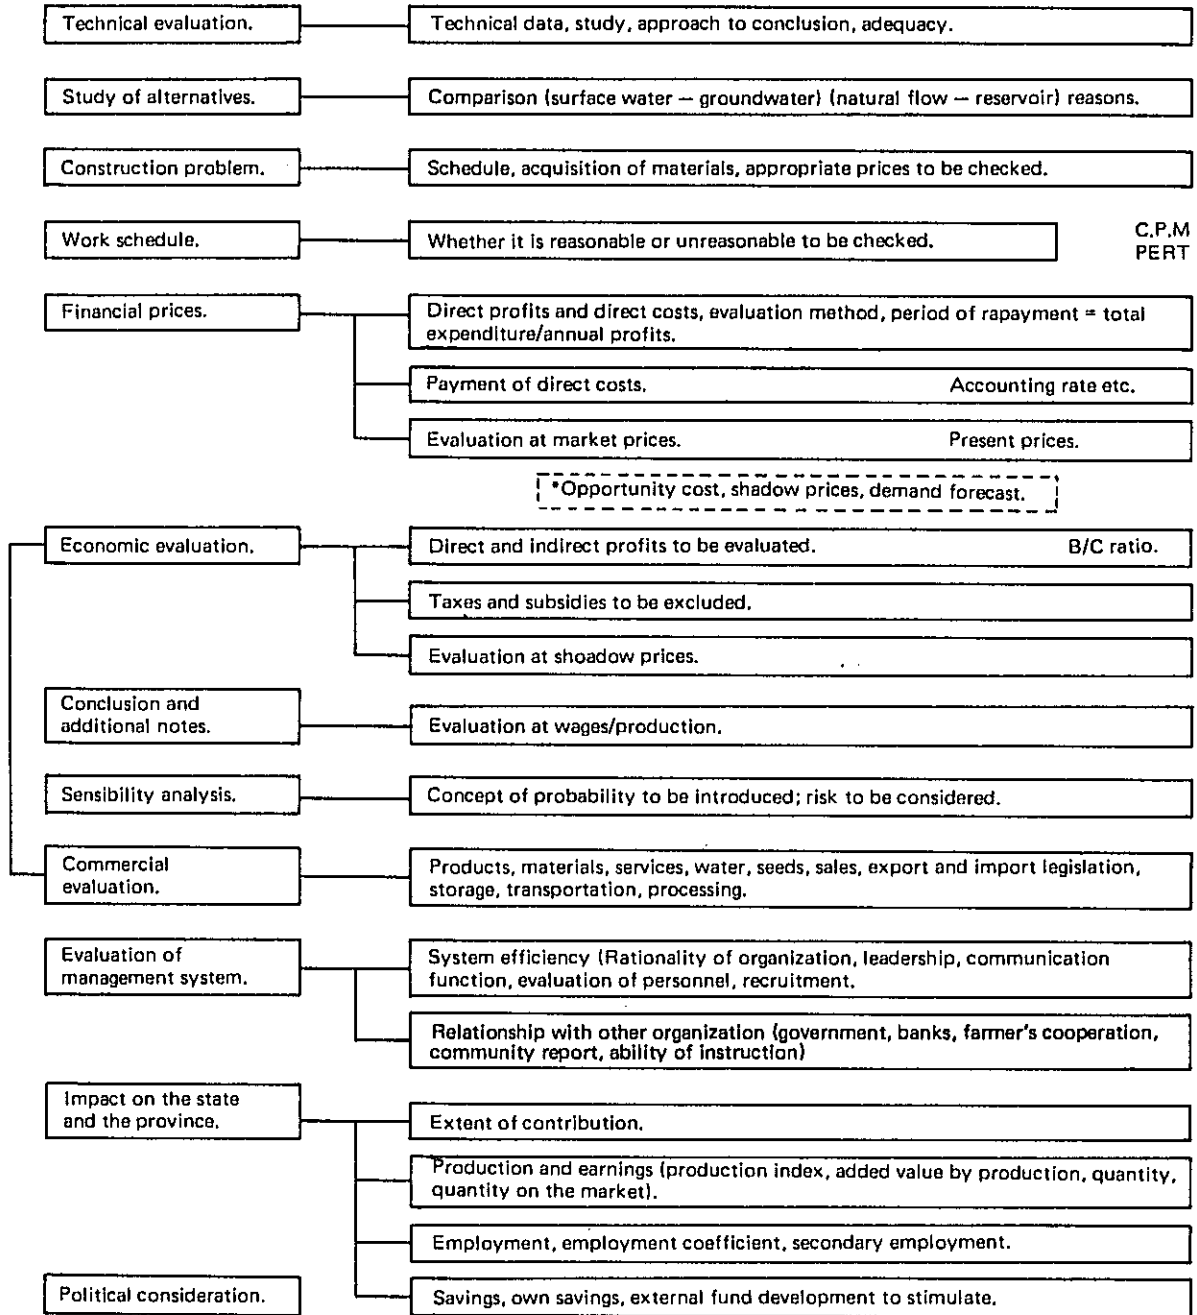 Technical evaluation.
Technical data, study, approach to conclusion, adequacy.
Study of alternatives.
Comparison (surface water — groundwater) (natural flow — reservoir) reasons.
Construction problem.
Schedule, acquisition of materials, appropriate prices to be checked.
Work schedule.
Whether it is reasonable or unreasonable to be checked.
C.P.M
PERT
Financial prices.
Direct profits and direct costs, evaluation method, period of rapayment = total
expenditure/annual profits.
Payment of direct costs. Accounting rate etc.
Evaluation at market prices. Present prices.
*Opportunity cost, shadow prices, demand forecast.
Economic evaluation.
Direct and indirect profits to be evaluated. B/C ratio.
Taxes and subsidies to be excluded.
Evaluation at shoadow prices.
Conclusion and
additional notes.
Evaluation at wages/production.
Sensibility analysis.
Concept of probability to be introduced; risk to be considered.
Commercial
evaluation.
Products, materials, services, water, seeds, sales, export and import legislation,
storage, transportation, processing.
Evaluation of
management system.
System efficiency (Rationality of organization, leadership, communication
function, evaluation of personnel, recruitment.
Relationship with other organization (government, banks, farmer's cooperation,
community report, ability of instruction)
Impact on the state
and the province.
Extent of contribution.
Production and earnings (production index, added value by production, quantity,
quantity on the market).
Employment, employment coefficient, secondary employment.
Political consideration.
Savings, own savings, external fund development to stimulate.